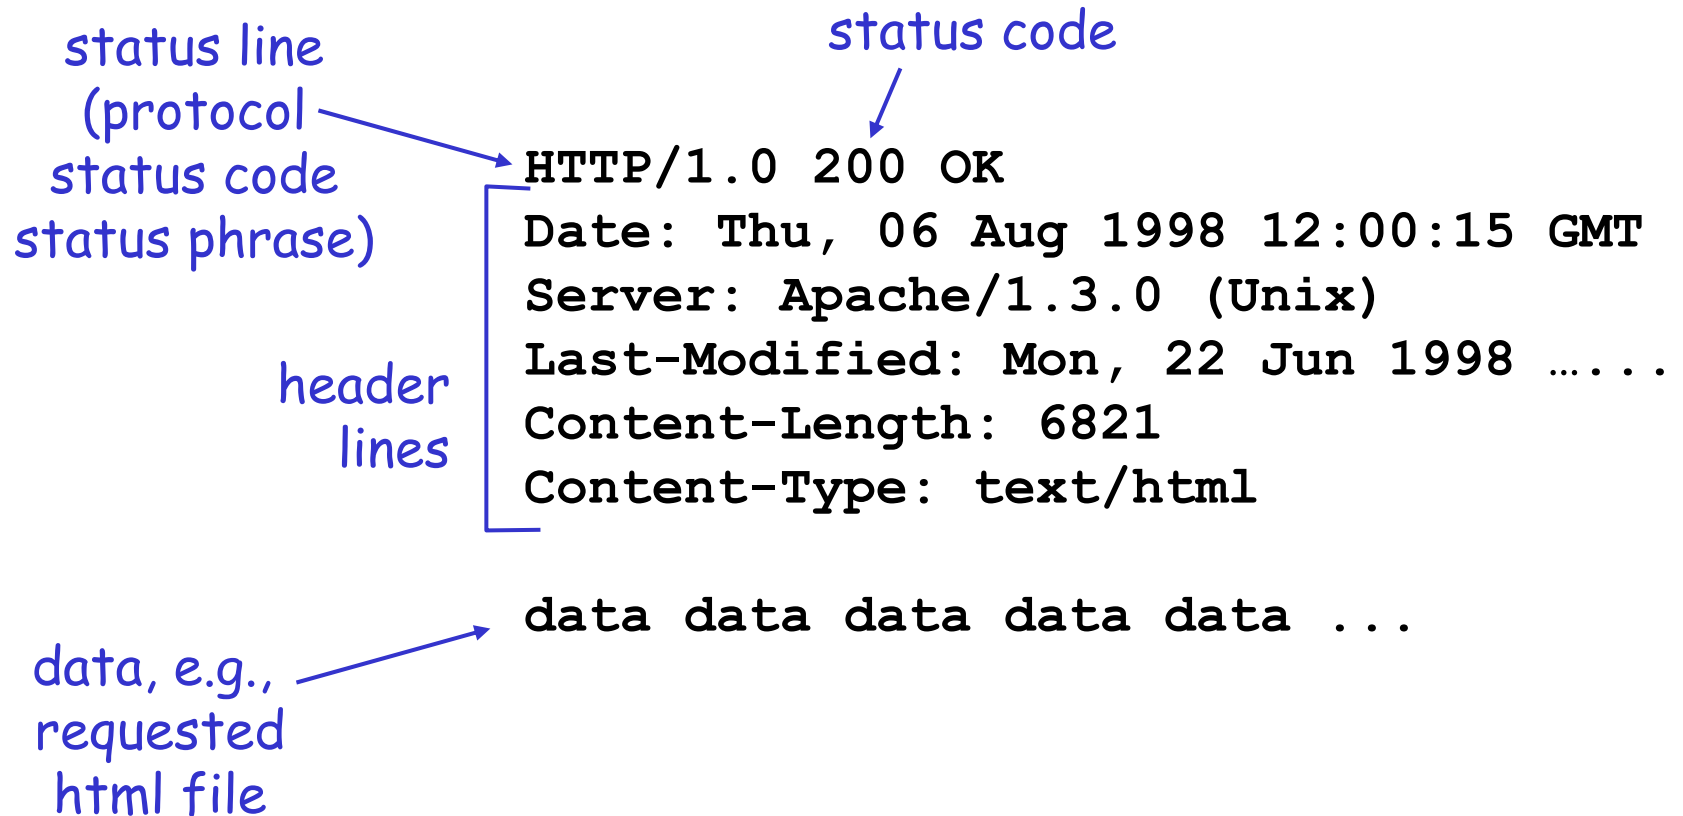 status code
status line
(protocol
status code
status phrase)
HTTP/1.0 200 OK
Date: Thu, 06 Aug 1998 12:00:15 GMT
Server: Apache/1.3.0 (Unix)
Last-Modified: Mon, 22 Jun 1998 …...
Content-Length: 6821
Content-Type: text/html
header
lines
data data data data data ...
data, e.g.,
requested
html file